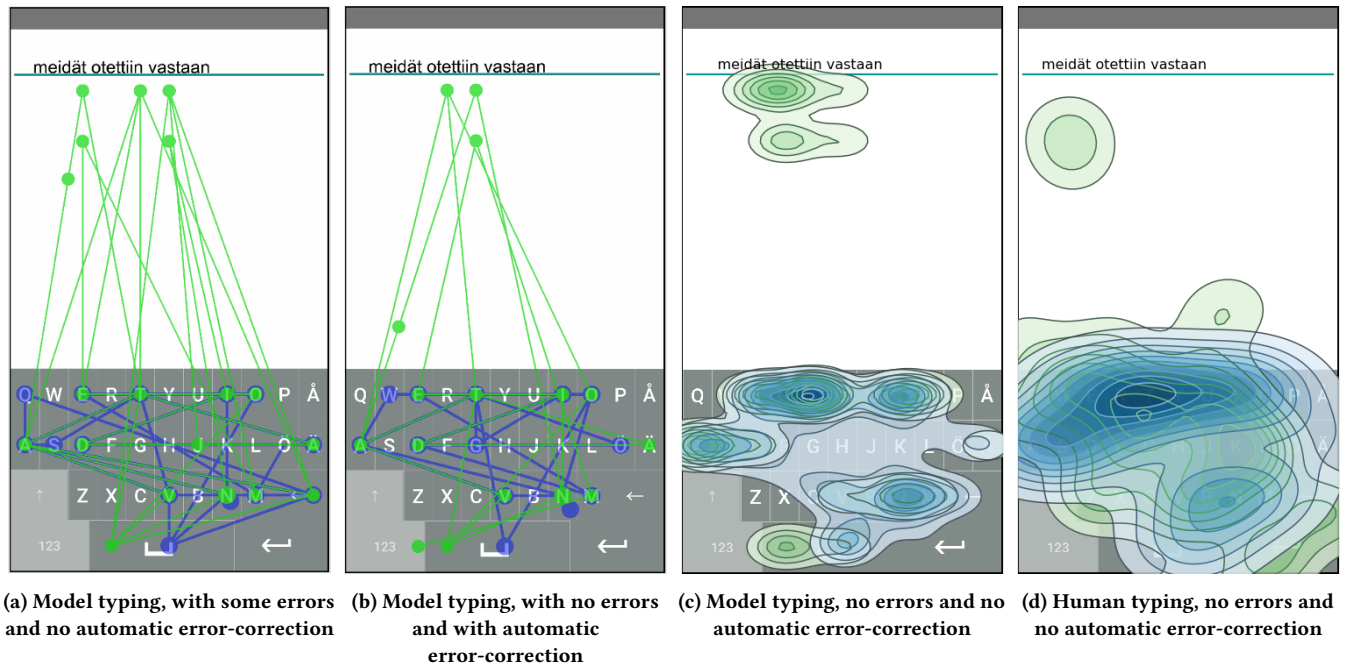 meidät otettiin vastaan
Q W E R T Y U I O P Å
A S D F G H J K L Ö Ä
↑ Z X C V B N M ←
123
(a) Model typing, with some errors
and no automatic error-correction
meidät otettiin vastaan
Q W E R T Y U I O P Å
A S D F G H J K L Ö Ä
↑ Z X C V B N M ←
123
(b) Model typing, with no errors
and with automatic
error-correction
meidät otettiin vastaan
Q P Å
G H J K L Ö
↑ Z X
123
(c) Model typing, no errors and no
automatic error-correction
meidät otettiin vastaan
P Å
Ä
123
(d) Human typing, no errors and
no automatic error-correction